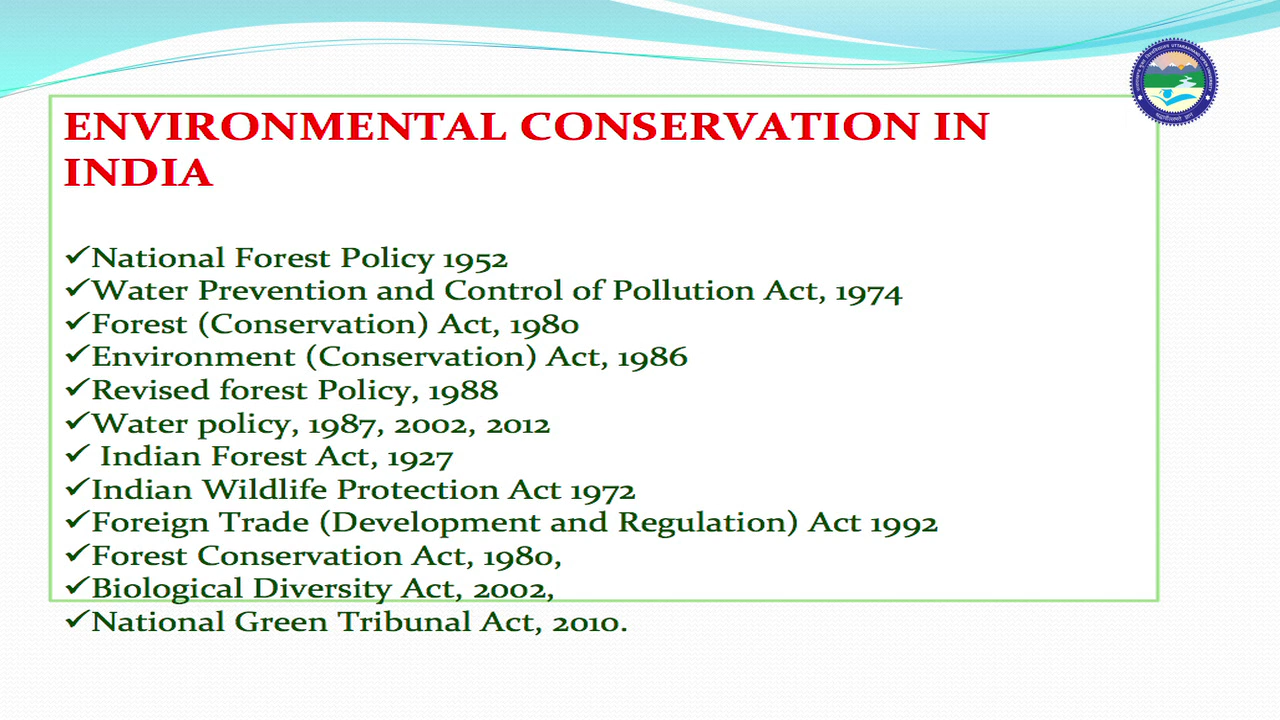 ENVIRONMENTAL CONSERVATION IN
INDIA
✓National Forest Policy 1952
✓Water Prevention and Control of Pollution Act, 1974
✓Forest (Conservation) Act, 1980
✓Environment (Conservation) Act, 1986
✓Revised forest Policy, 1988
✓Water policy, 1987, 2002, 2012
✓ Indian Forest Act, 1927
✓Indian Wildlife Protection Act 1972
✓Foreign Trade (Development and Regulation) Act 1992
✓Forest Conservation Act, 1980,
✓Biological Diversity Act, 2002,
✓National Green Tribunal Act, 2010.